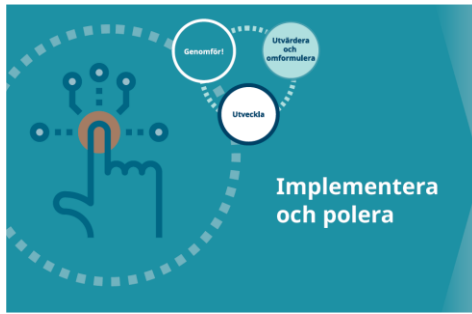 Genomför!
Utvärdera
och
omformulera
Utveckla
Implementera
och polera